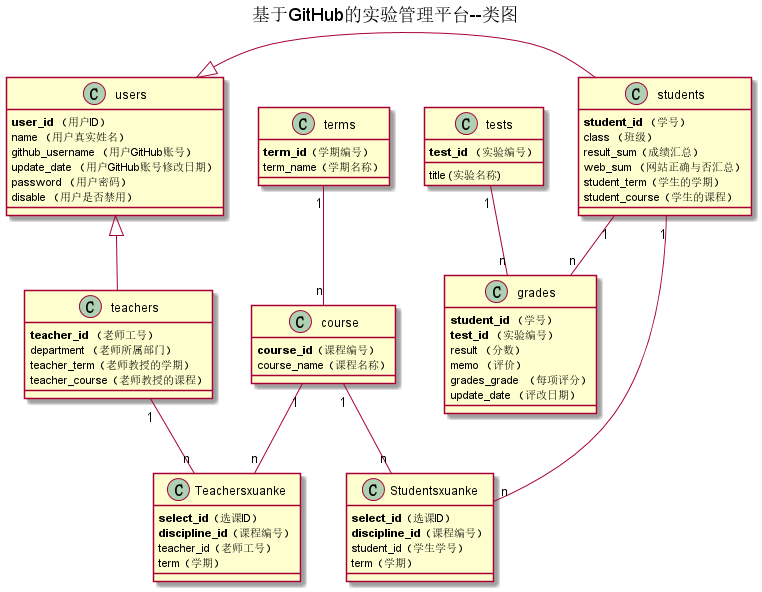 基于GitHub的实验管理平台--类图
C users
user_id （用户ID）
name （用户真实姓名）
github_username （用户GitHub账号）
update_date （用户GitHub账号修改日期）
password （用户密码）
disable （用户是否禁用）
C terms
term_id（学期编号）
term_name（学期名称）
C tests
test_id （实验编号）
title (实验名称）
C students
student_id （学号）
class （班级）
result_sum（成绩汇总）
web_sum （网站正确与否汇总）
student_term（学生的学期）
student_course（学生的课程）
1
n
1
n
1
n
1
n
C teachers
teacher_id （老师工号）
department （老师所属部门）
teacher_term（老师教授的学期）
teacher_course（老师教授的课程）
C course
course_id（课程编号）
course_name（课程名称）
C grades
student_id （学号）
test_id （实验编号）
result （分数）
memo （评价）
grades_grade （每项评分）
update_date （评改日期）
1
n
1
n
1
n
C Teachersxuanke
select_id（选课ID）
discipline_id（课程编号）
teacher_id（老师工号）
term（学期）
C Studentsxuanke
select_id（选课ID）
discipline_id（课程编号）
student_id（学生学号）
term（学期）